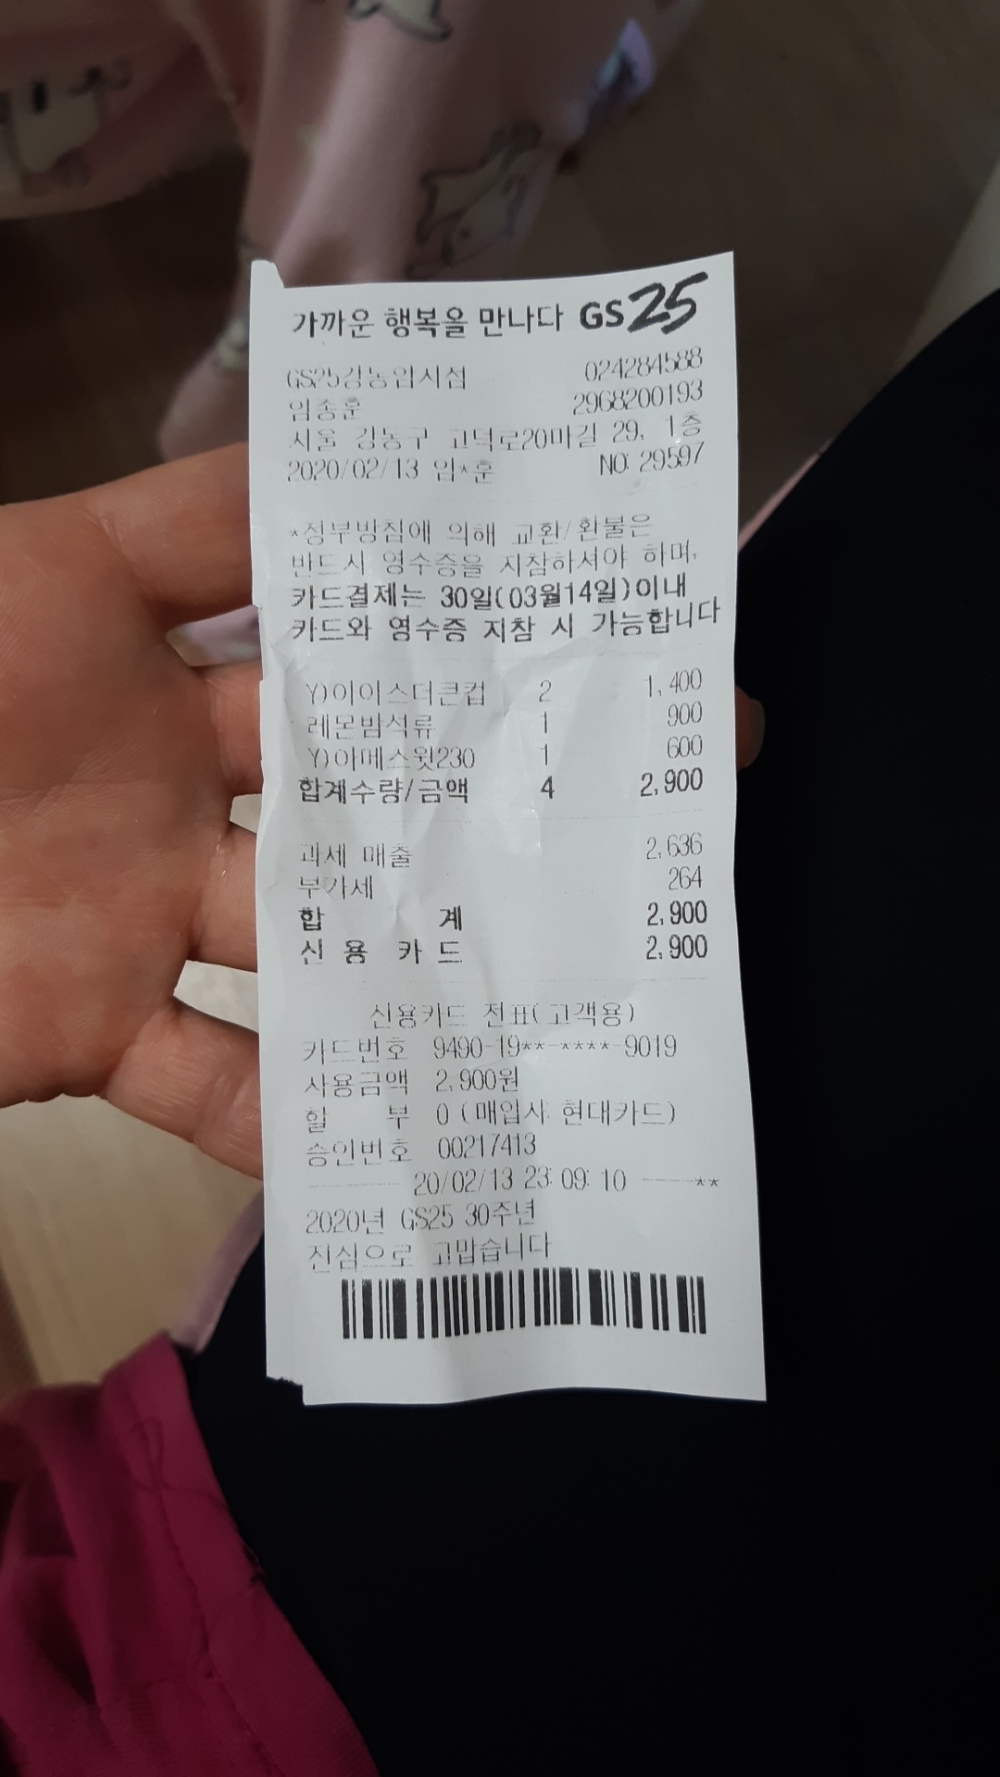 가까운 행복을 만나다 GS25
GS25강동암사점 024284588
임종훈 2968200193
서울 강동구 고덕로20마길 29, 1층
2020/02/13 임*훈 NO: 29597
*정부방침에 의해 교환/환불은
반드시 영수증을 지참하셔야 하며,
카드결제는 30일(03월14일)이내
카드와 영수증 지참 시 가능합니다
Y)아이스더큰컵 2 1,400
레몬밤석류 1 900
Y)아메스윗230 1 600
합계수량/금액 4 2,900
과세 매출 2,636
부가세 264
합 계 2,900
신 용 카 드 2,900
신용카드 전표(고객용)
카드번호 9490-19**-****-9019
사용금액 2,900원
할 부 0 (매입사: 현대카드)
승인번호 00217413
20/02/13 23:09:10 **
2020년 GS25 30주년
진심으로 고맙습니다